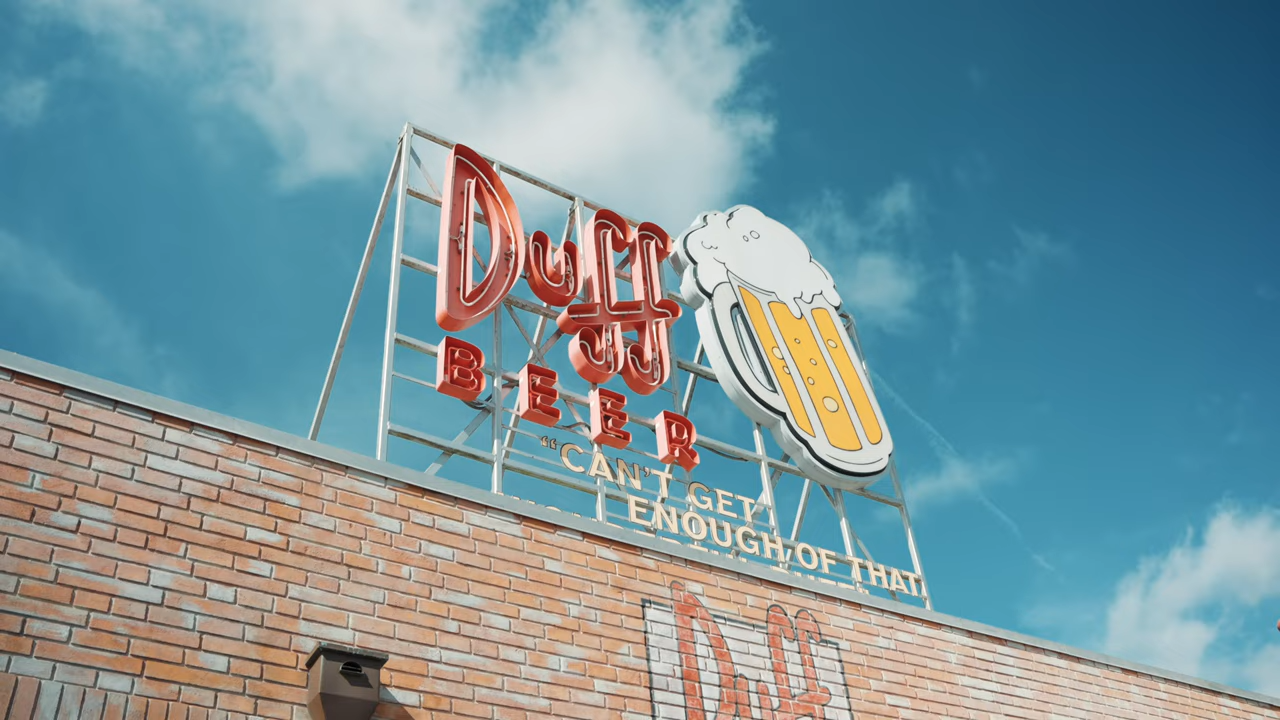 Duff
BEER
“CAN'T GET
ENOUGH OF THAT
Duff